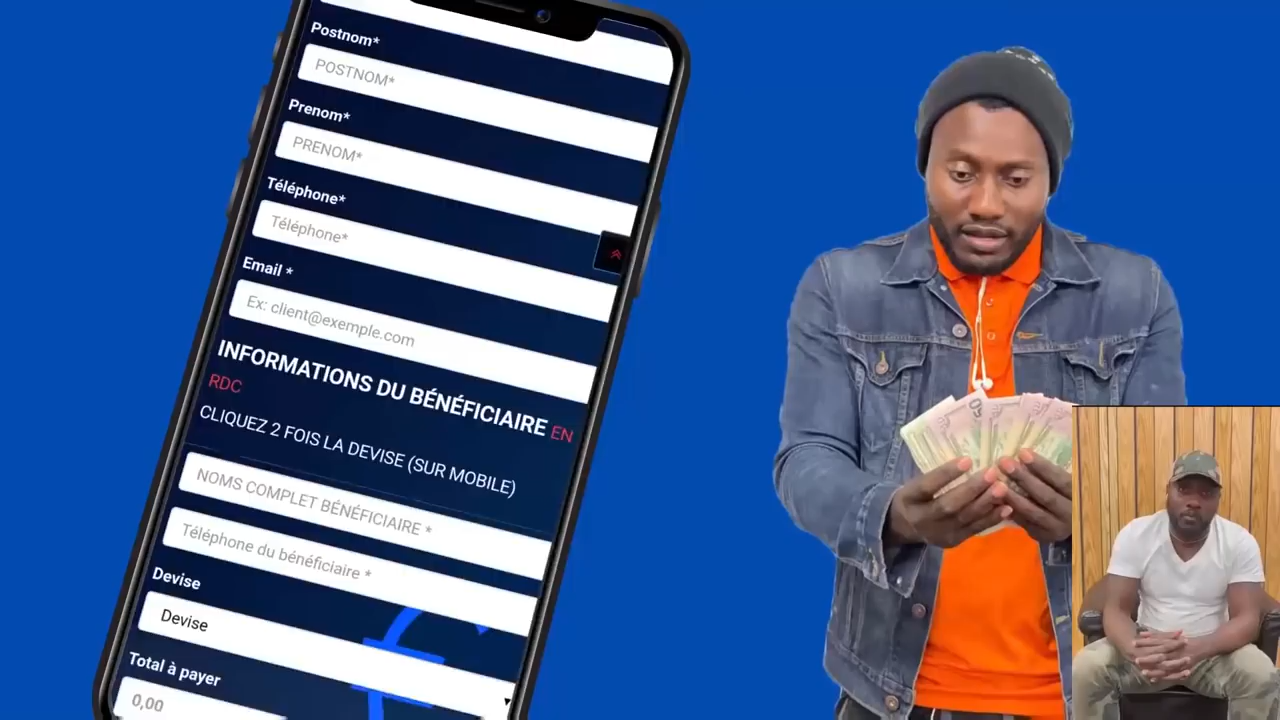 Postnom*
POSTNOM*
Prenom*
PRENOM*
Téléphone*
Téléphone*
Email *
Ex: client@exemple.com
INFORMATIONS DU BÉNÉFICIAIRE EN
RDC
CLIQUEZ 2 FOIS LA DEVISE (SUR MOBILE)
NOMS COMPLET BÉNÉFICIAIRE *
Téléphone du bénéficiaire *
Devise
Devise
Total à payer
0,00